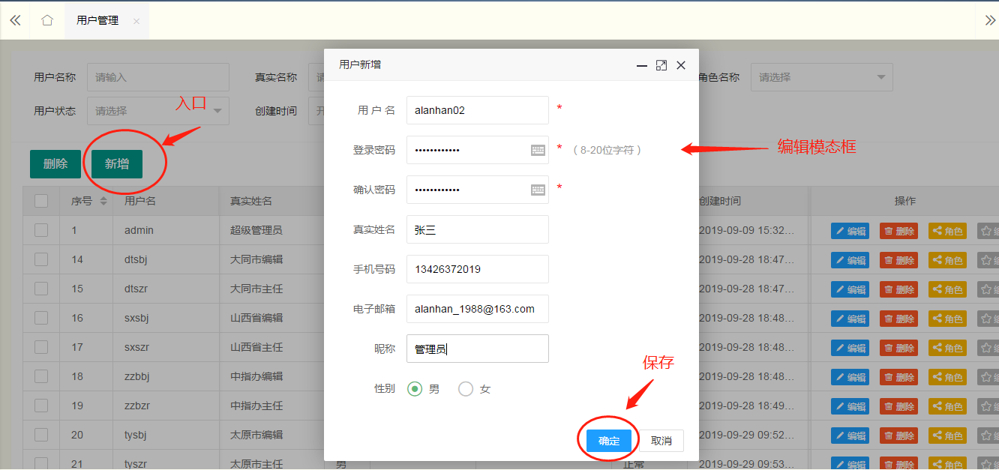 用户管理
用户新增
用户名称 请输入 真实名称 请 角色名称 请选择
用户状态 请选择 创建时间 开
入口
删除 新增
用 户 名 alanhan02 *
登录密码 •••••••••••• * （ 8-20位字符 ）
编辑模态框
确认密码 •••••••••••• *
真实姓名 张三
手机号码 13426372019
电子邮箱 alanhan_1988@163.com
昵称 管理员
性别 男 女
保存
确定 取消
序号 用户名 真实姓名 创建时间 操作
1 admin 超级管理员 2019-09-09 15:32... 编辑 删除 角色
14 dtsbj 大同市编辑 2019-09-28 18:47... 编辑 删除 角色
15 dtszr 大同市主任 2019-09-28 18:47... 编辑 删除 角色
16 sxsbj 山西省编辑 2019-09-28 18:48... 编辑 删除 角色
17 sxszr 山西省主任 2019-09-28 18:48... 编辑 删除 角色
18 zzbbj 中指办编辑 2019-09-28 18:48... 编辑 删除 角色
19 zzbzr 中指办主任 2019-09-28 18:49... 编辑 删除 角色
20 tysbj 太原市编辑 2019-09-29 09:52... 编辑 删除 角色
21 tyszr 太原市主任 男 正常 2019-09-29 09:53... 编辑 删除 角色